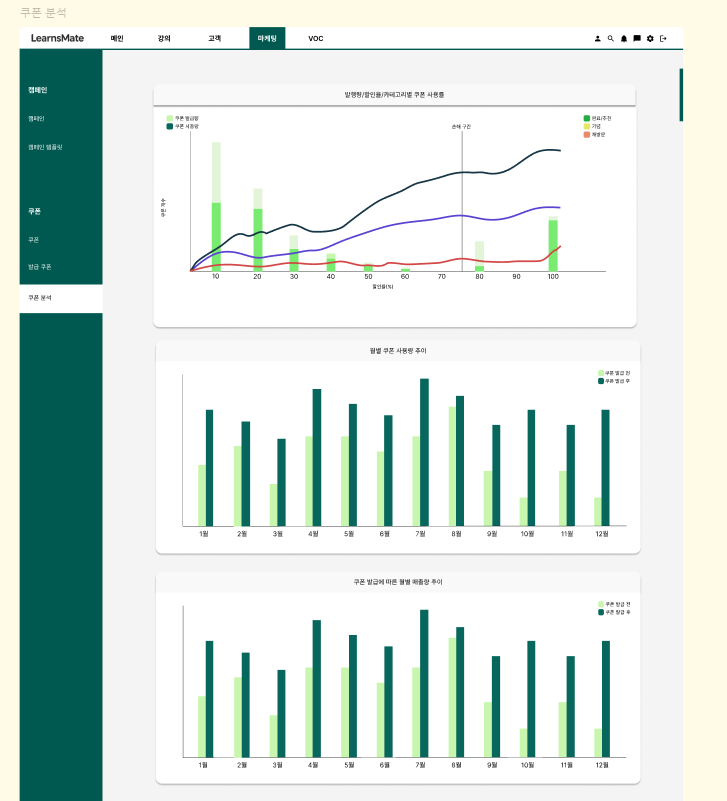 쿠폰 분석
LearnsMate 메인 강의 고객 마케팅 VOC
캠페인
캠페인
캠페인 템플릿
쿠폰
쿠폰
발급 쿠폰
쿠폰 분석
발행량/할인율/카테고리별 쿠폰 사용률
쿠폰 발급량
쿠폰 사용량
손해 구간
완료/추천
기념
재방문
쿠폰 개수
10 20 30 40 50 60 70 80 90 100
할인율(%)
월별 쿠폰 사용량 추이
쿠폰 발급 전
쿠폰 발급 후
1월 2월 3월 4월 5월 6월 7월 8월 9월 10월 11월 12월
쿠폰 발급에 따른 월별 매출량 추이
쿠폰 발급 전
쿠폰 발급 후
1월 2월 3월 4월 5월 6월 7월 8월 9월 10월 11월 12월